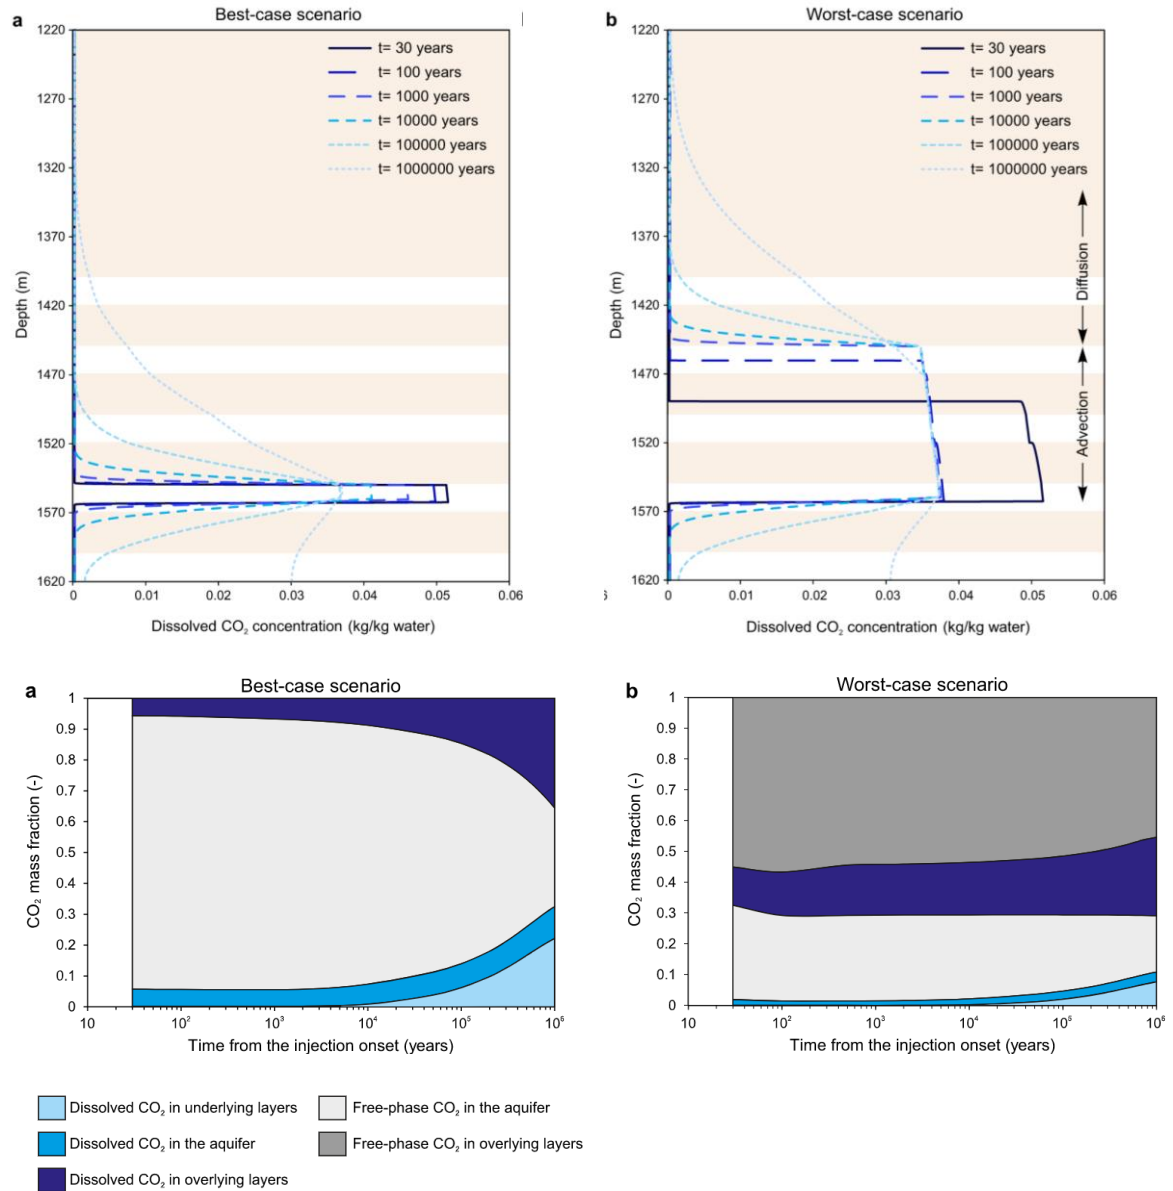 a
Best-case scenario
1220
1270
1320
1370
1420
1470
1520
1570
1620
Depth (m)
t= 30 years
t= 100 years
t= 1000 years
t= 10000 years
t= 100000 years
t= 1000000 years
0 0.01 0.02 0.03 0.04 0.05 0.06
Dissolved CO₂ concentration (kg/kg water)
b
Worst-case scenario
1220
1270
1320
1370
1420
1470
1520
1570
1620
Depth (m)
t= 30 years
t= 100 years
t= 1000 years
t= 10000 years
t= 100000 years
t= 1000000 years
Diffusion
Advection
0 0.01 0.02 0.03 0.04 0.05 0.06
Dissolved CO₂ concentration (kg/kg water)
a
Best-case scenario
1
0.9
0.8
0.7
0.6
0.5
0.4
0.3
0.2
0.1
0
CO₂ mass fraction (-)
10 10² 10³ 10⁴ 10⁵ 10⁶
Time from the injection onset (years)
b
Worst-case scenario
1
0.9
0.8
0.7
0.6
0.5
0.4
0.3
0.2
0.1
0
CO₂ mass fraction (-)
10 10² 10³ 10⁴ 10⁵ 10⁶
Time from the injection onset (years)
Dissolved CO₂ in underlying layers
Free-phase CO₂ in the aquifer
Dissolved CO₂ in the aquifer
Free-phase CO₂ in overlying layers
Dissolved CO₂ in overlying layers